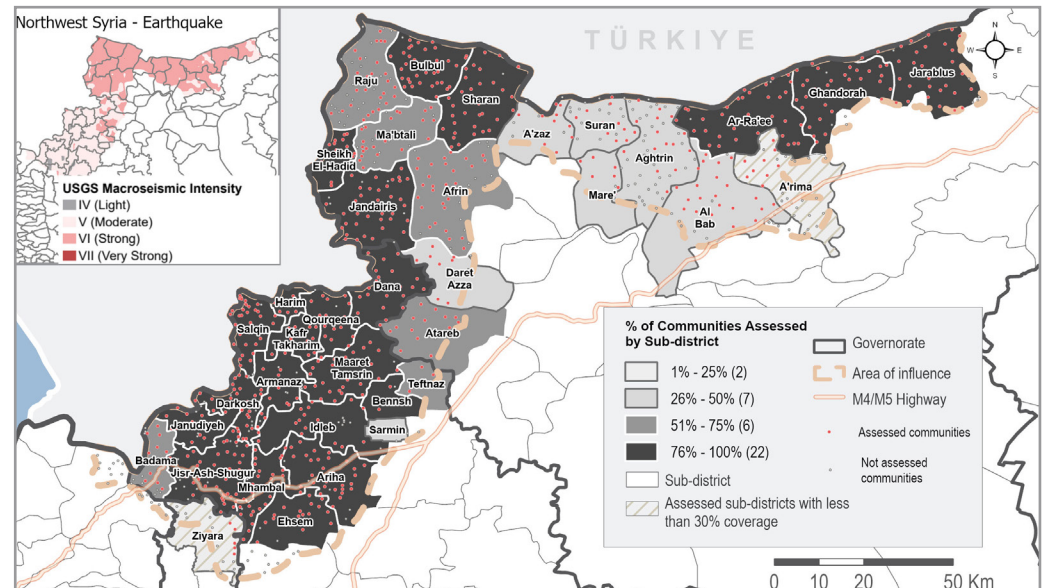 Northwest Syria - Earthquake
USGS Macroseismic Intensity
IV (Light)
V (Moderate)
VI (Strong)
VII (Very Strong)
TÜRKIYE
N
W
E
S
Raju
Bulbul
Sharan
Ma'btali
Sheikh
El-Hadid
Jandairis
Afrin
A'zaz
Suran
Mare'
Aghtrin
Al
Bab
Ar-Ra'ee
Ghandorah
Jarablus
A'rima
Daret
Azza
Dana
Harim
Qourqeena
Salqin
Kafr
Takharim
Atareb
Maaret
Tamsrin
Armanaz
Teftnaz
Bennsh
Darkosh
Janudiyeh
Idleb
Sarmin
Badama
Jisr-Ash-Shugur
Mhambal
Ariha
Ehsem
Ziyara
% of Communities Assessed
by Sub-district
1% - 25% (2)
26% - 50% (7)
51% - 75% (6)
76% - 100% (22)
Sub-district
Assessed sub-districts with less
than 30% coverage
Governorate
Area of influence
M4/M5 Highway
Assessed communities
Not assessed
communities
0 10 20 50 Km